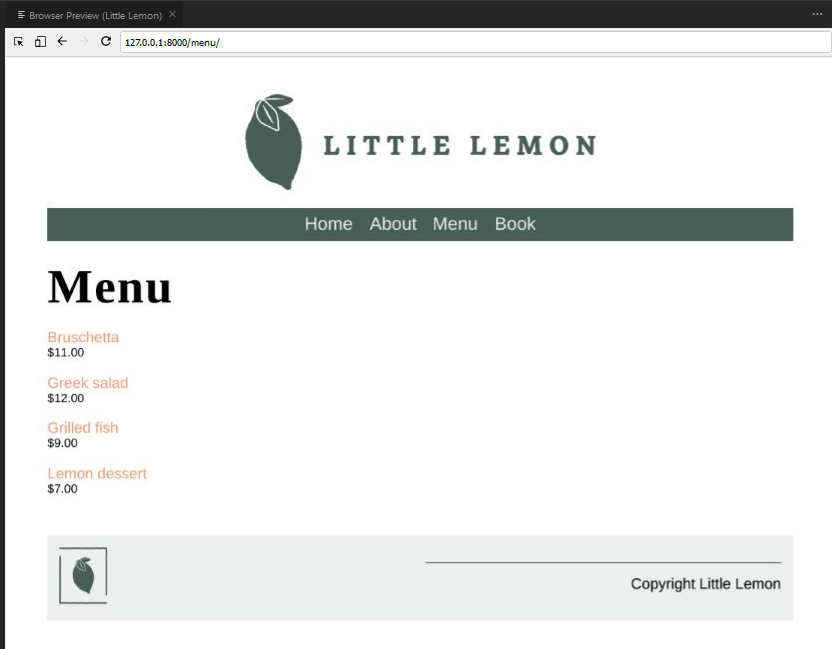 Browser Preview (Little Lemon)
127.0.0.1:8000/menu/
LITTLE LEMON
Home About Menu Book
Menu
Bruschetta
$11.00
Greek salad
$12.00
Grilled fish
$9.00
Lemon dessert
$7.00
Copyright Little Lemon